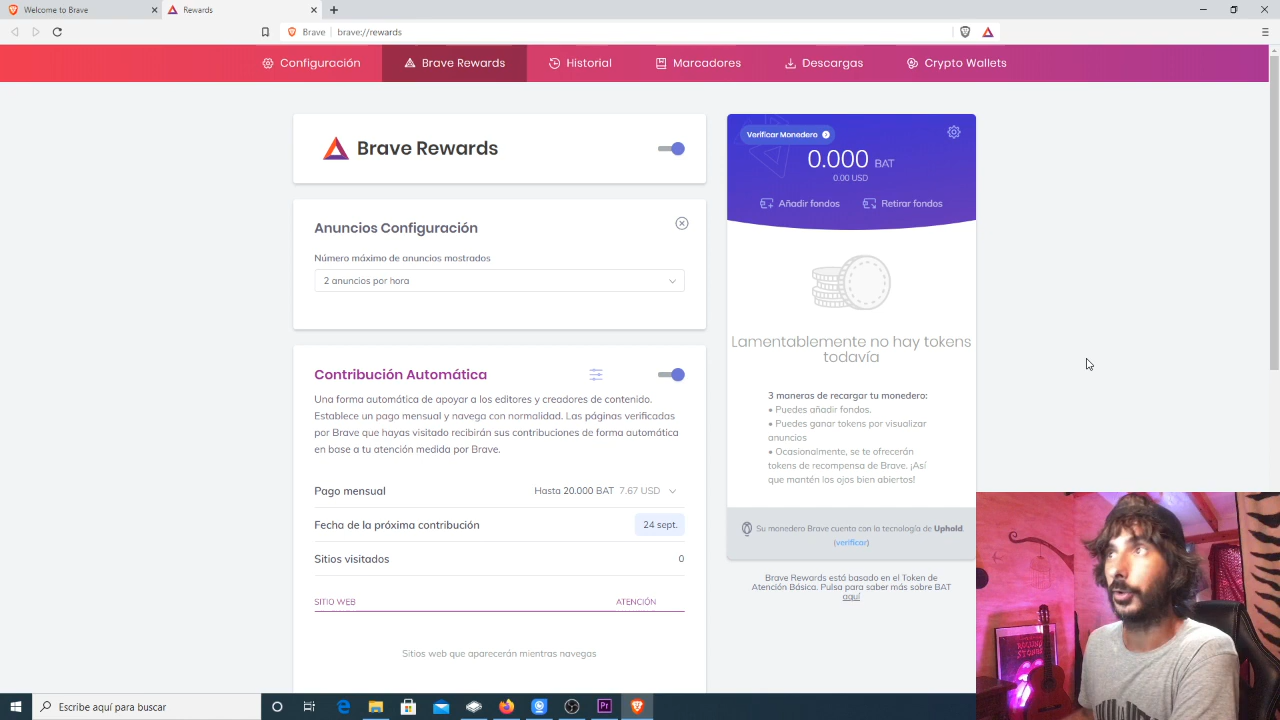 Welcome to Brave
Rewards
Brave
brave://rewards
Configuración
Brave Rewards
Historial
Marcadores
Descargas
Crypto Wallets
Brave Rewards
Anuncios Configuración
Número máximo de anuncios mostrados
2 anuncios por hora
Contribución Automática
Una forma automática de apoyar a los editores y creadores de contenido.
Establece un pago mensual y navega con normalidad. Las páginas verificadas
por Brave que hayas visitado recibirán sus contribuciones de forma automática
en base a tu atención medida por Brave.
Pago mensual
Hasta 20.000 BAT 7.67 USD
Fecha de la próxima contribución
24 sept.
Sitios visitados
0
SITIO WEB
ATENCIÓN
Sitios web que aparecerán mientras navegas
Verificar Monedero
0.000 BAT
0.00 USD
Añadir fondos
Retirar fondos
Lamentablemente no hay tokens
todavía
3 maneras de recargar tu monedero:
• Puedes añadir fondos.
• Puedes ganar tokens por visualizar
anuncios
• Ocasionalmente, se te ofrecerán
tokens de recompensa de Brave. ¡Así
que mantén los ojos bien abiertos!
Su monedero Brave cuenta con la tecnología de Uphold.
(verificar)
Brave Rewards está basado en el Token de
Atención Básica. Pulsa para saber más sobre BAT
aquí
Escribe aquí para buscar
Pr